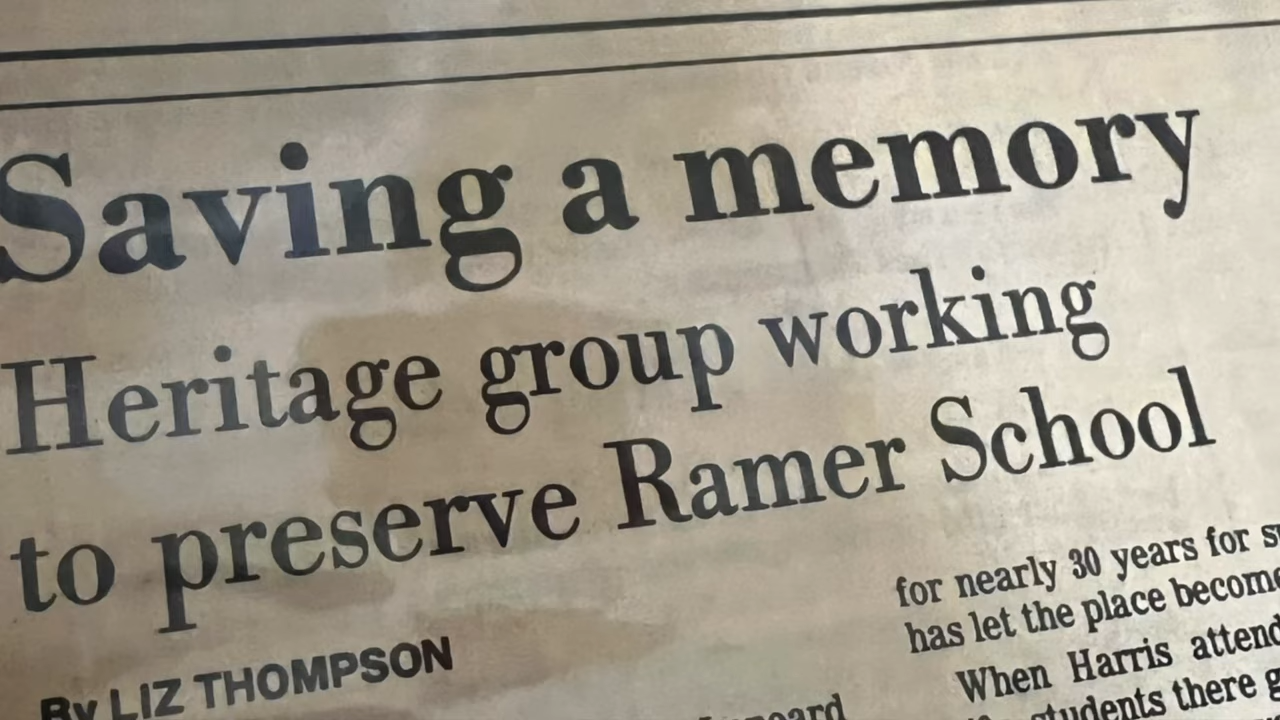 Saving a memory
Heritage group working
to preserve Ramer School
By LIZ THOMPSON
for nearly 30 years for
has let the place become
When Harris attend
students there